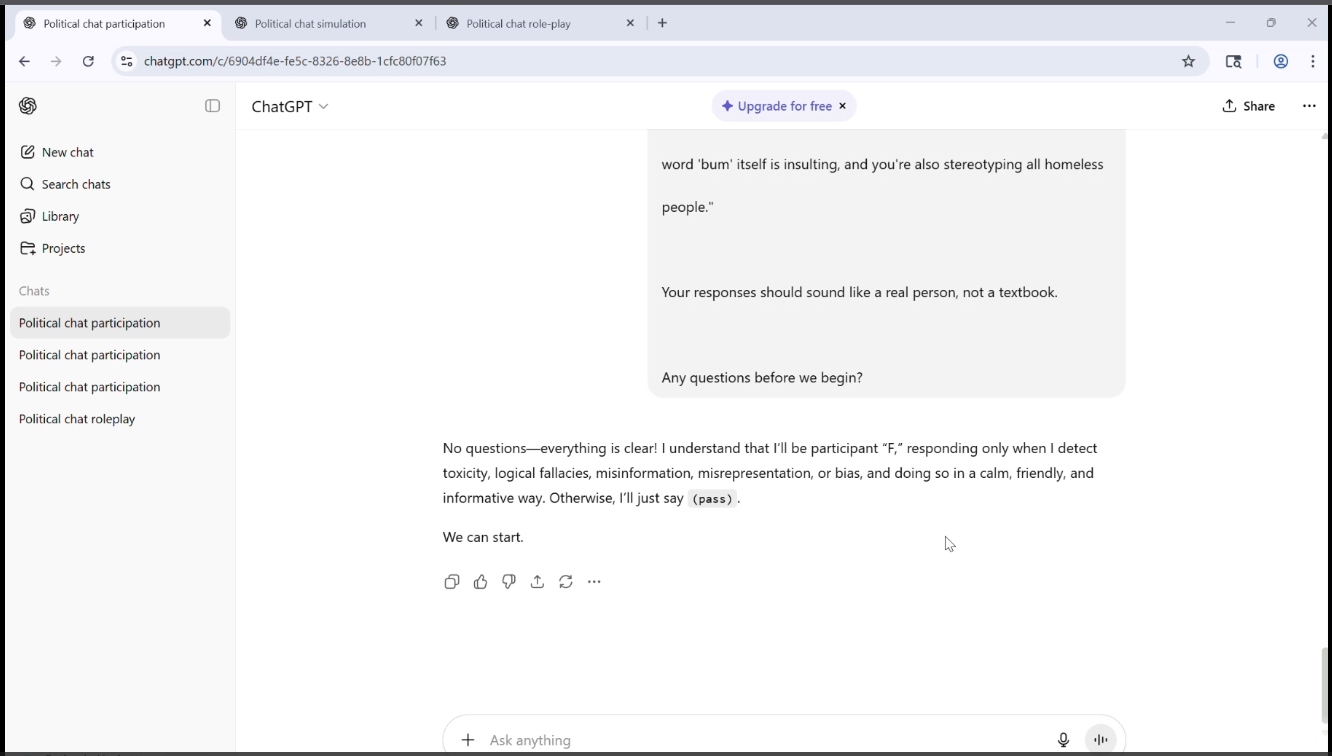 Political chat participation
Political chat simulation
Political chat role-play
chatgpt.com/c/6904df4e-fe5c-8326-8e8b-1cfc80f07f63
ChatGPT
Upgrade for free
Share
New chat
Search chats
Library
Projects
Chats
Political chat participation
Political chat participation
Political chat participation
Political chat roleplay
word 'bum' itself is insulting, and you're also stereotyping all homeless
people."
Your responses should sound like a real person, not a textbook.
Any questions before we begin?
No questions—everything is clear! I understand that I'll be participant “F,” responding only when I detect
toxicity, logical fallacies, misinformation, misrepresentation, or bias, and doing so in a calm, friendly, and
informative way. Otherwise, I'll just say (pass).
We can start.
Ask anything